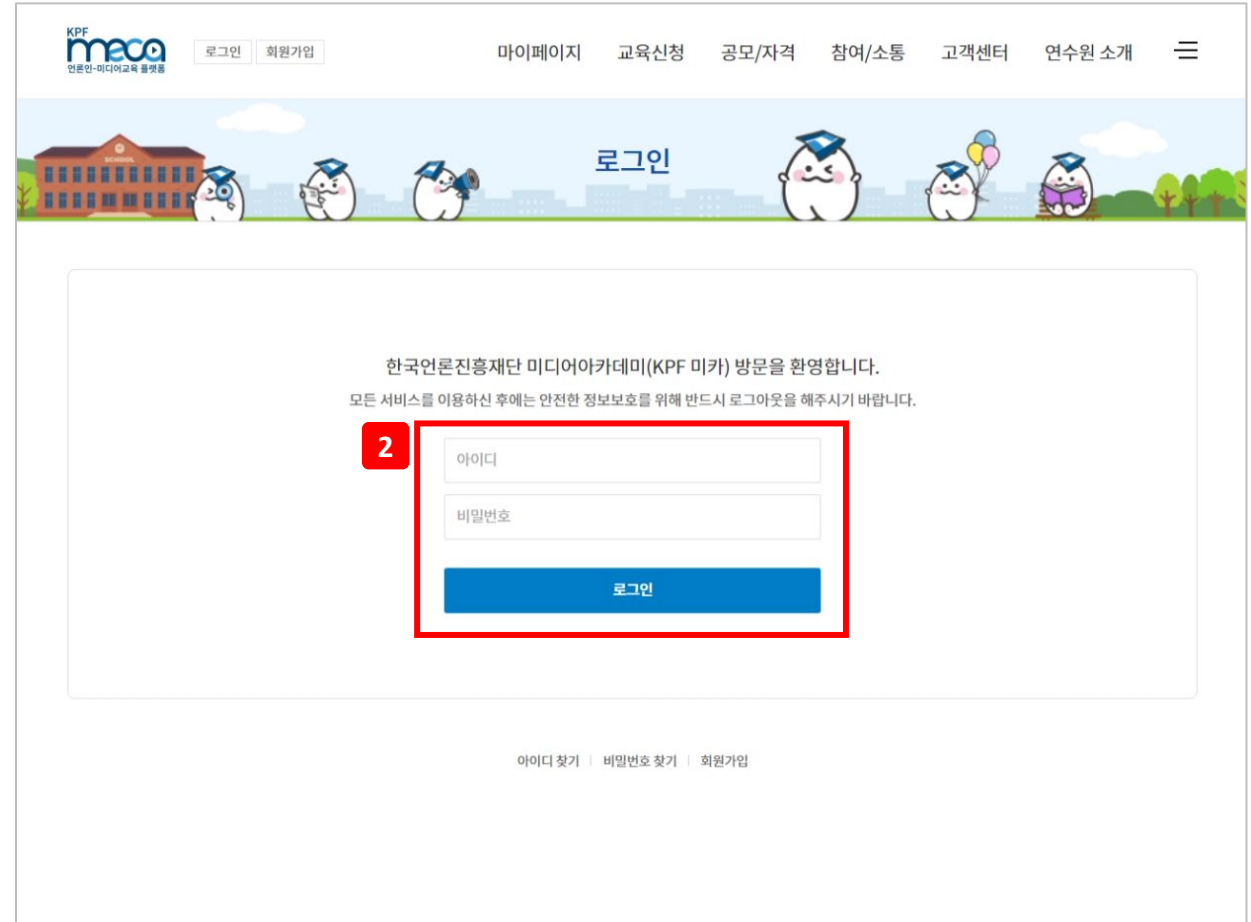 KPF
meca
언론인-미디어교육 플랫폼
로그인 회원가입
마이페이지 교육신청 공모/자격 참여/소통 고객센터 연수원 소개
SCHOOL
로그인
한국언론진흥재단 미디어아카데미(KPF 미카) 방문을 환영합니다.
모든 서비스를 이용하신 후에는 안전한 정보보호를 위해 반드시 로그아웃을 해주시기 바랍니다.
2
아이디
비밀번호
로그인
아이디 찾기 | 비밀번호 찾기 | 회원가입